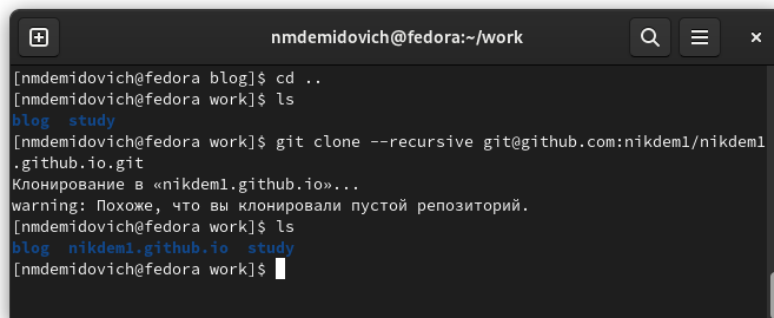 nmdemidovich@fedora:~/work
[nmdemidovich@fedora blog]$ cd ..
[nmdemidovich@fedora work]$ ls
blog  study
[nmdemidovich@fedora work]$ git clone --recursive git@github.com:nikdem1/nikdem1
.github.io.git
Клонирование в «nikdem1.github.io»...
warning: Похоже, что вы клонировали пустой репозиторий.
[nmdemidovich@fedora work]$ ls
blog  nikdem1.github.io  study
[nmdemidovich@fedora work]$